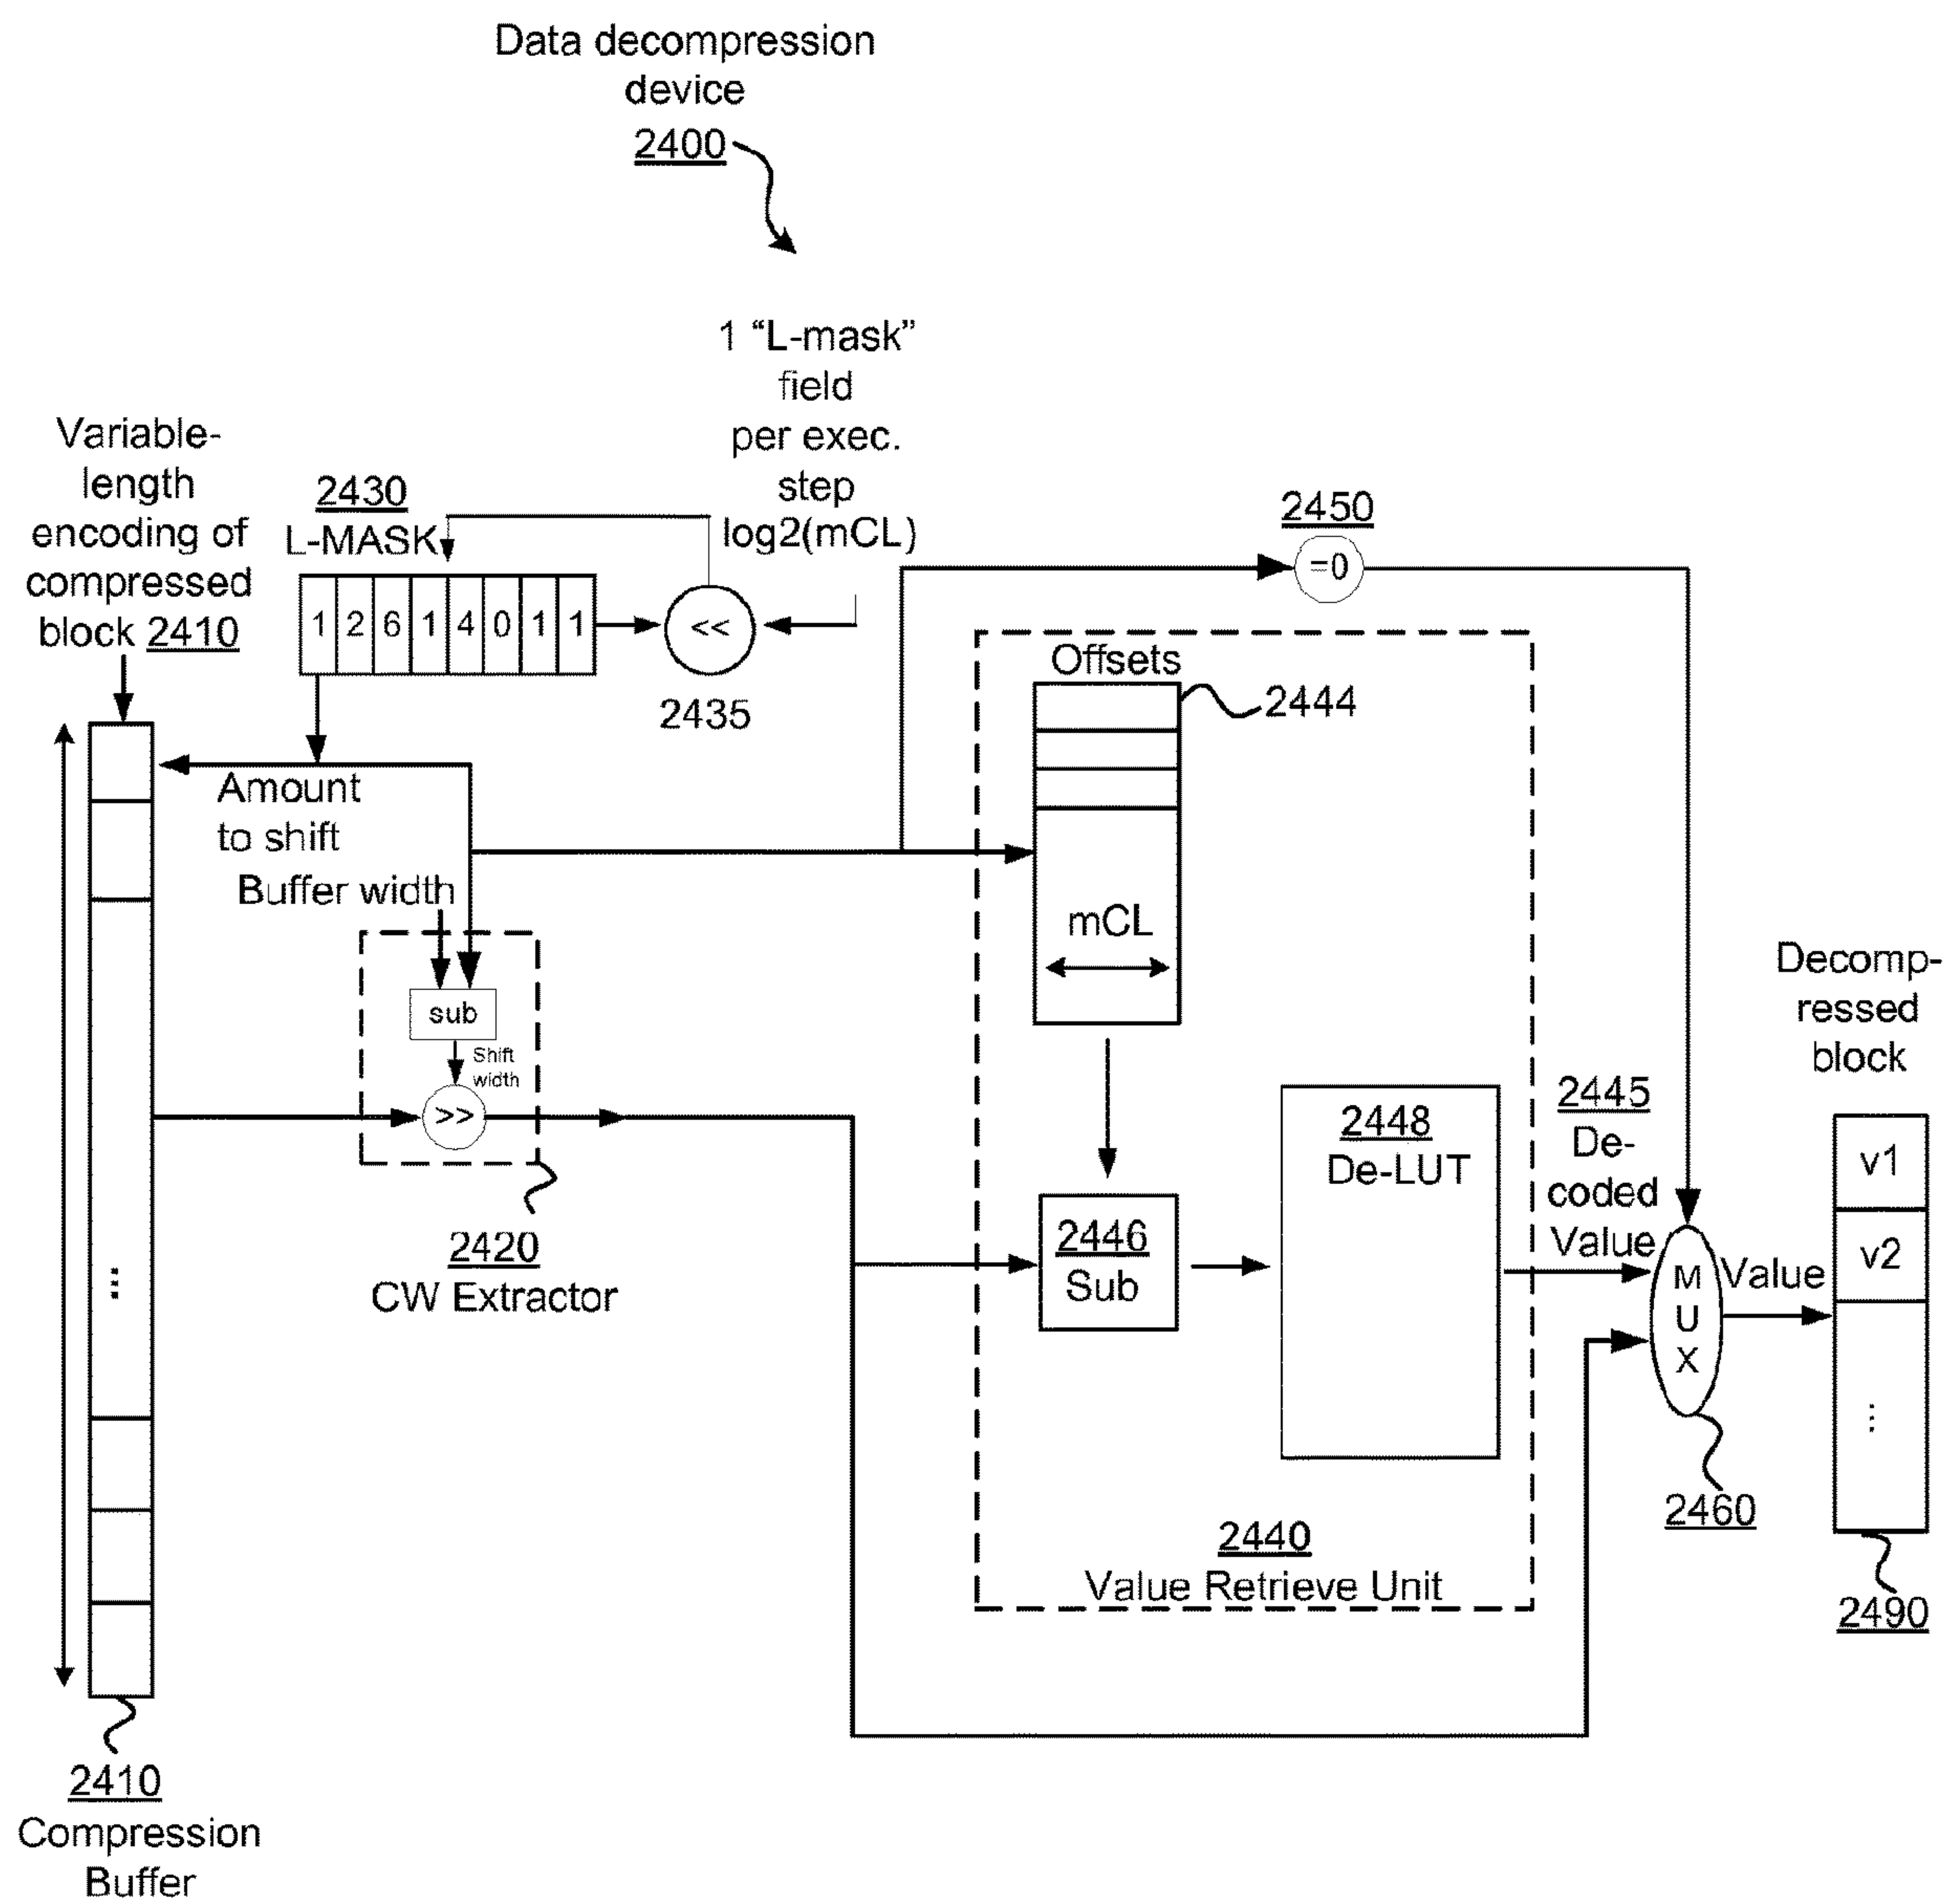 Data decompression
device
2400
1 “L-mask”
field
per exec.
step
log2(mCL)
Variable-
length
encoding of
compressed
block 2410
2430
L-MASK
1 2 6 1 4 0 1 1
<<
2435
2450
=0
Offsets
2444
Amount
to shift
Buffer width
mCL
sub
Shift
width
>>
2420
CW Extractor
2446
Sub
2448
De-LUT
2445
De-
coded
Value
M
U
X
Value
2460
Decomp-
ressed
block
v1
v2
...
2490
2440
Value Retrieve Unit
...
2410
Compression
Buffer